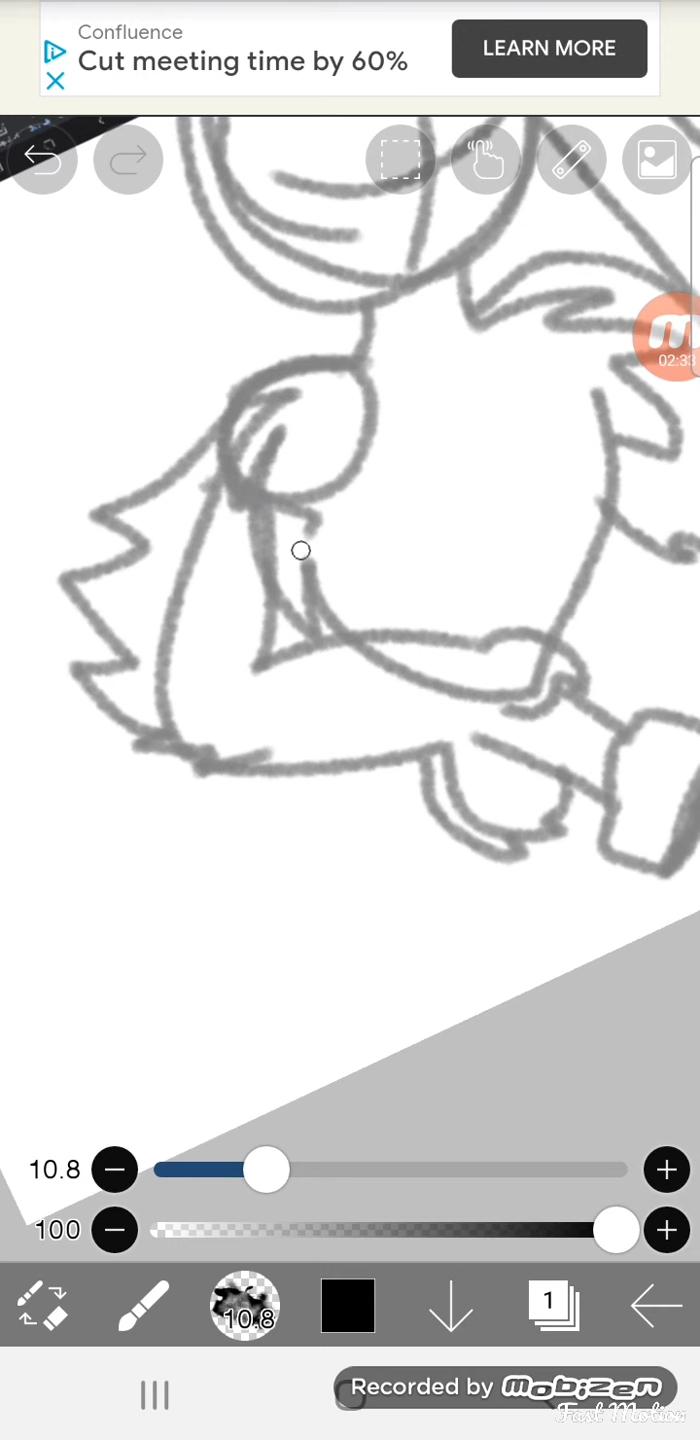 Confluence
Cut meeting time by 60%
LEARN MORE
02:33
10.8
100
10.8
1
Recorded by mobizen
Fast Motion